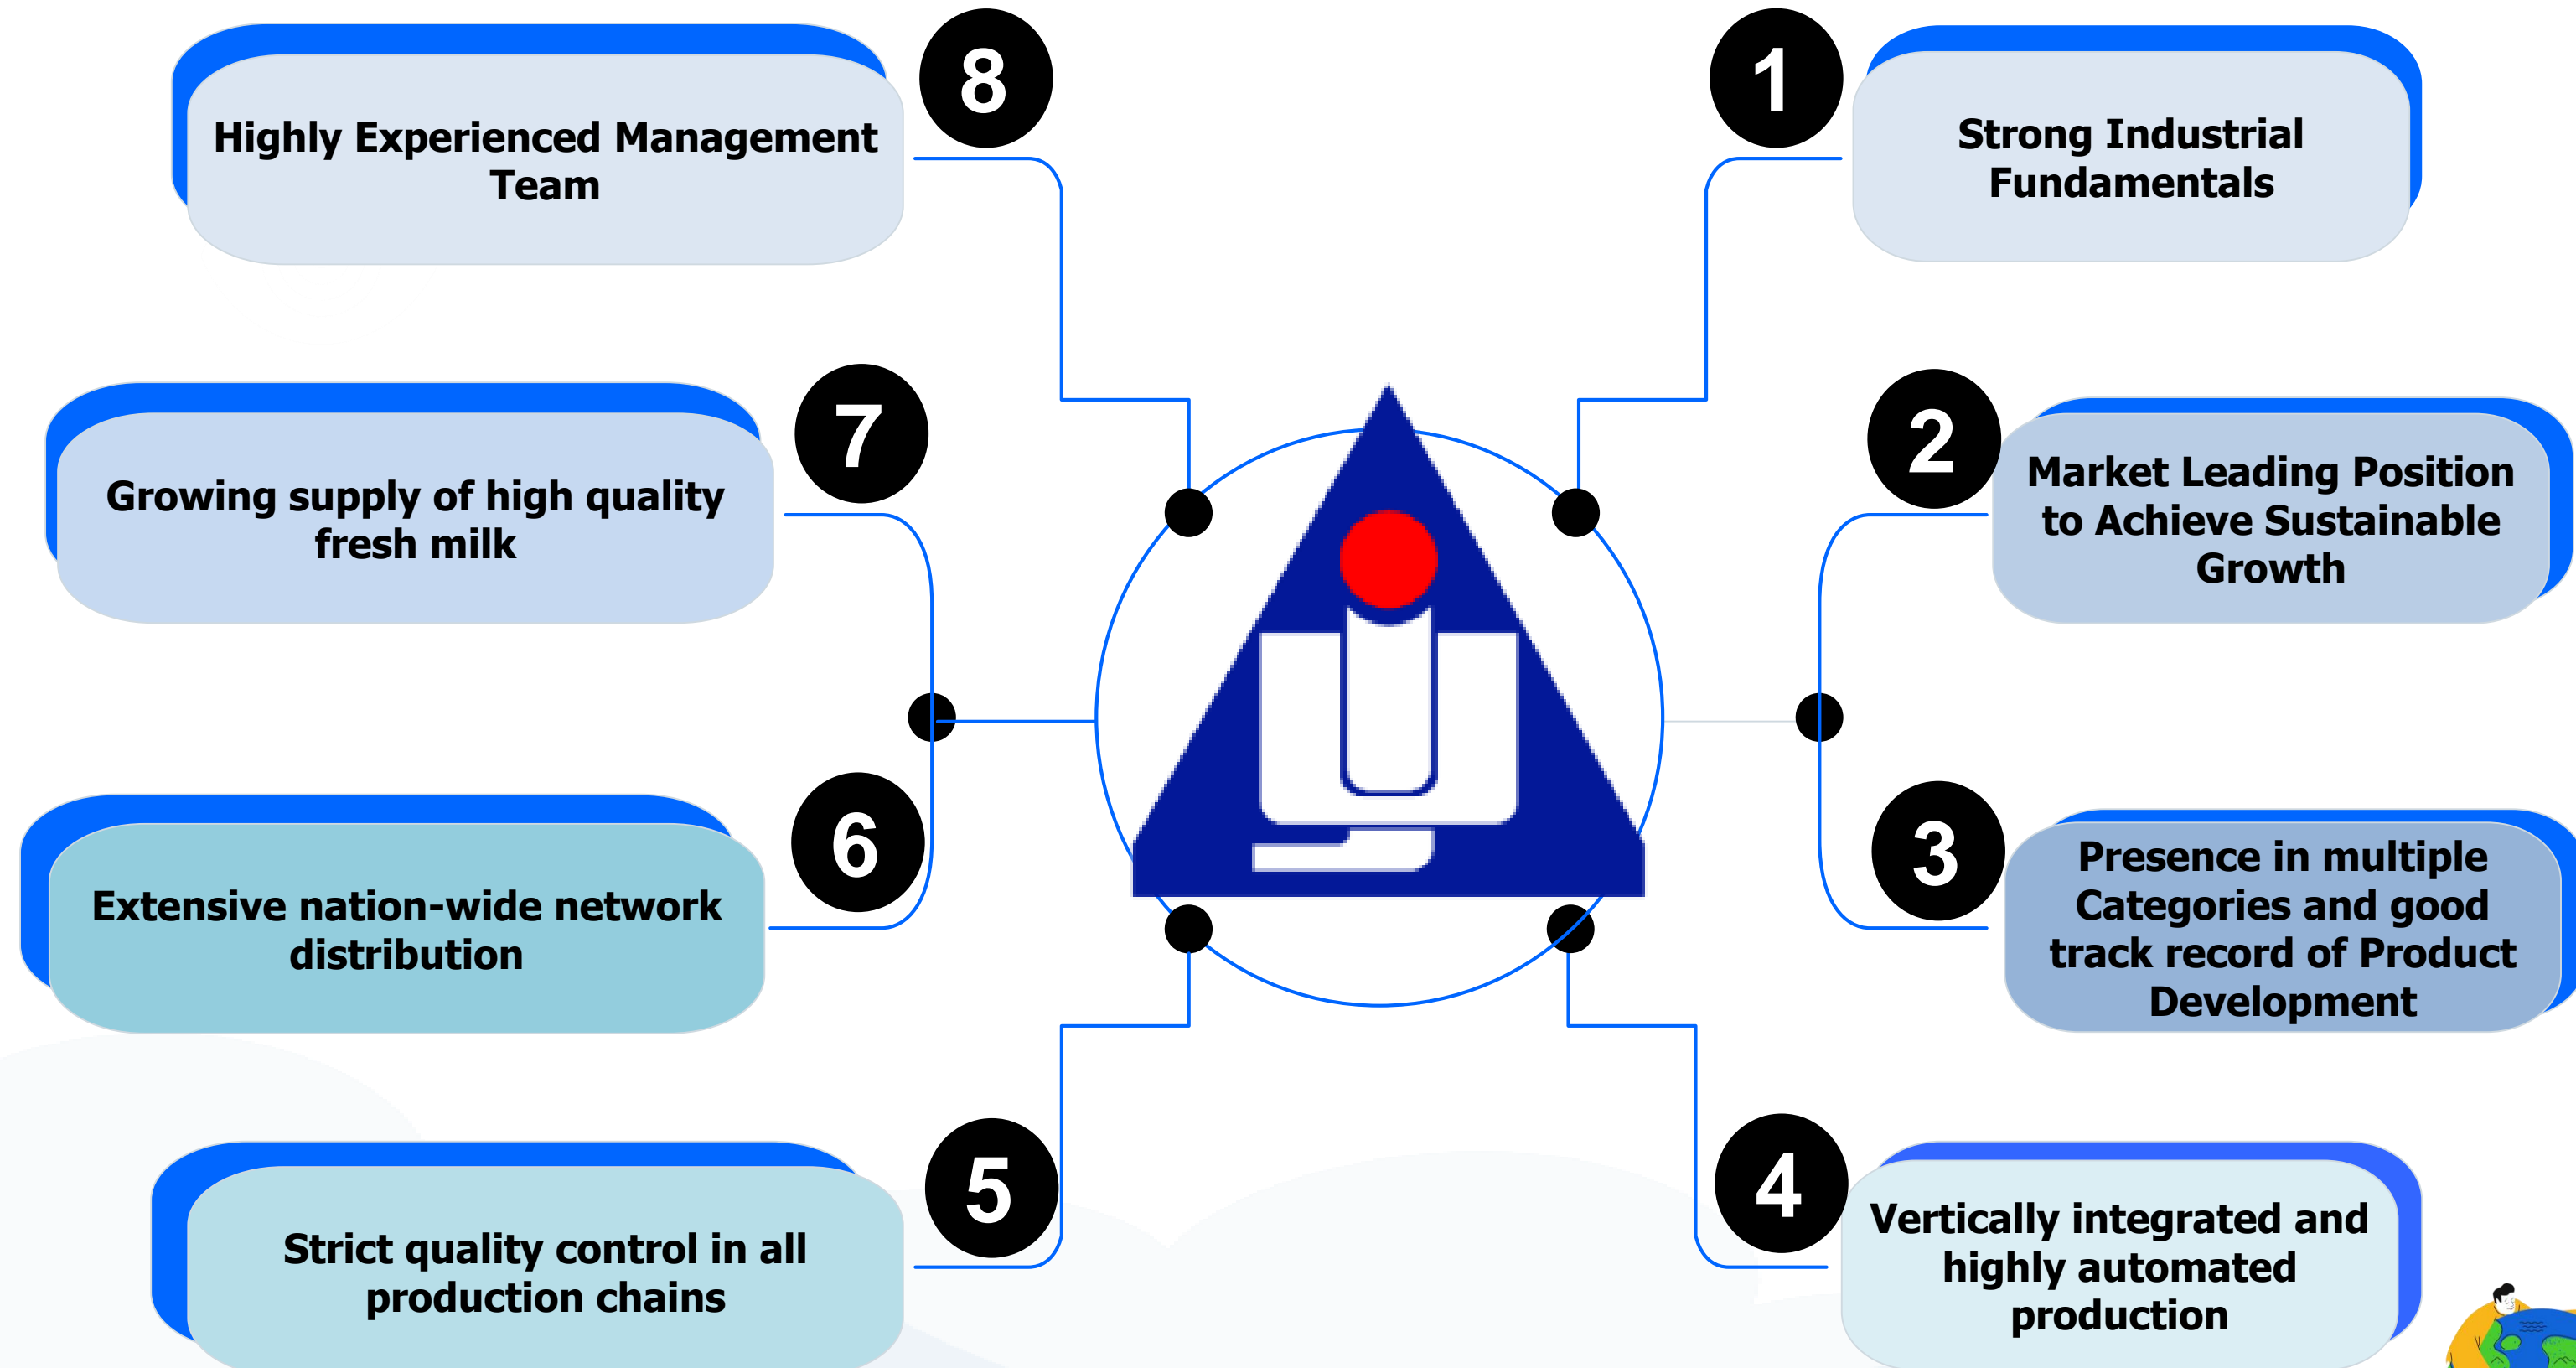 1
Strong Industrial
Fundamentals
2
Market Leading Position
to Achieve Sustainable
Growth
3
Presence in multiple
Categories and good
track record of Product
Development
4
Vertically integrated and
highly automated
production
5
Strict quality control in all
production chains
6
Extensive nation-wide network
distribution
7
Growing supply of high quality
fresh milk
8
Highly Experienced Management
Team